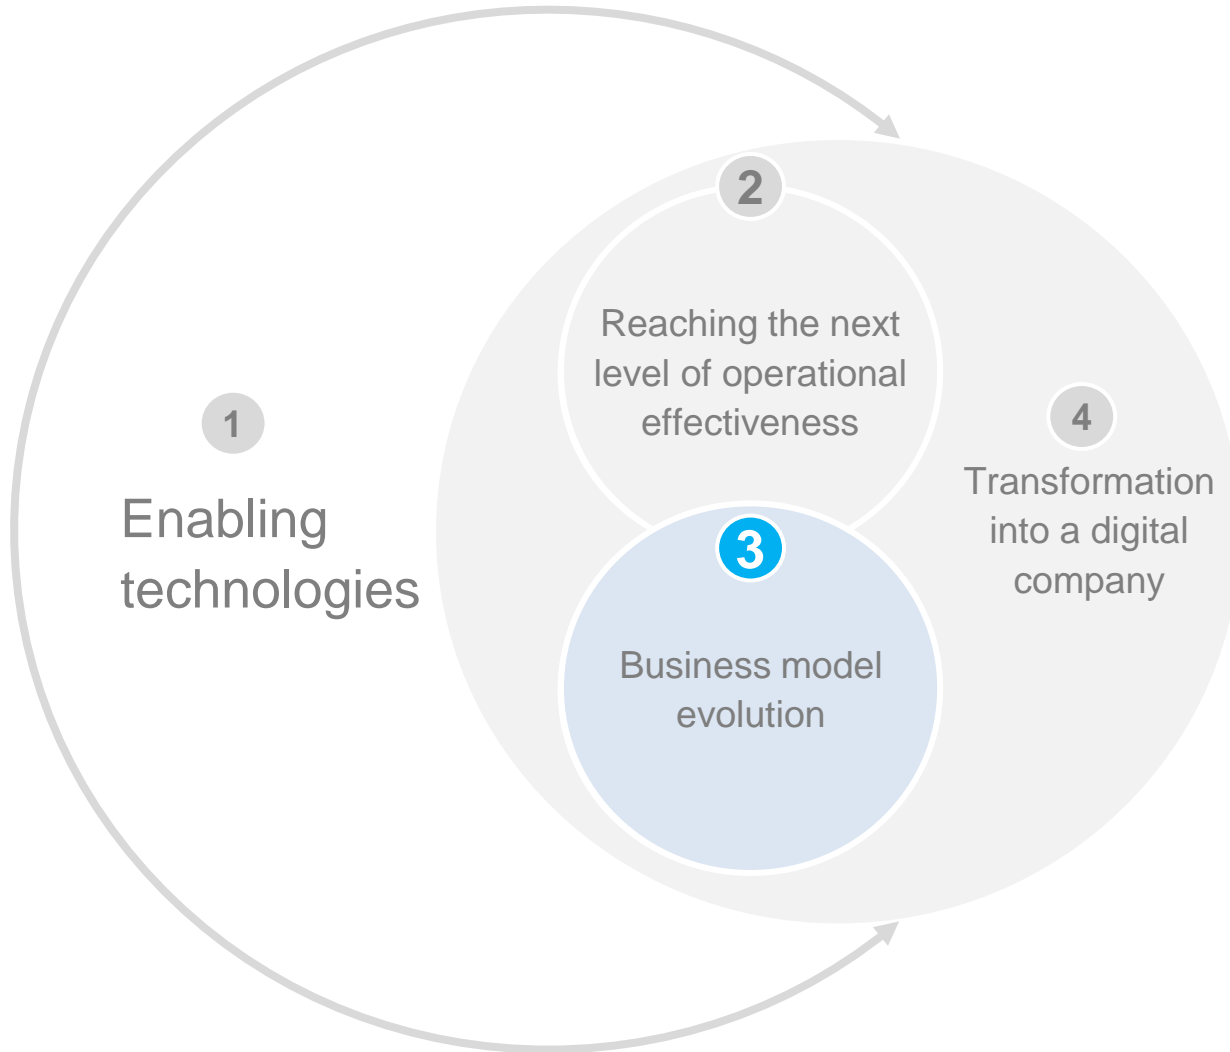 1
Enabling
technologies
2
Reaching the next
level of operational
effectiveness
3
Business model
evolution
4
Transformation
into a digital
company